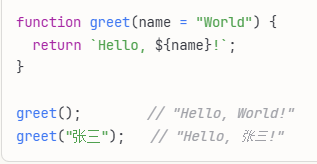 function greet(name = "World") {
  return `Hello, ${name}!`;
}

greet();        // "Hello, World!"
greet("张三");   // "Hello, 张三!"